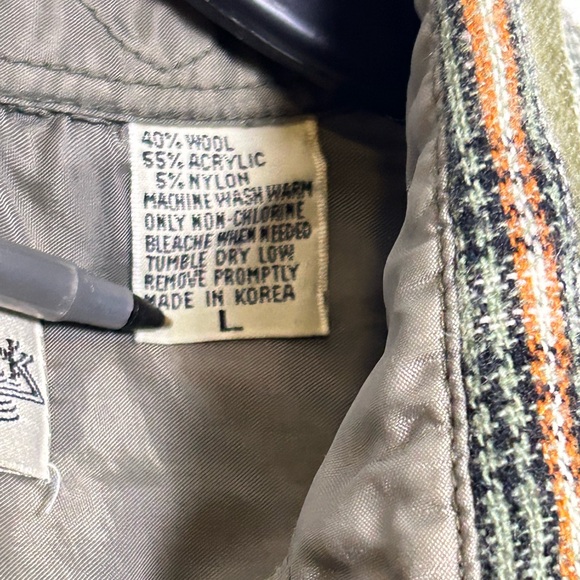 40% WOOL
55% ACRYLIC
5% NYLON
MACHINE WASH WARM
ONLY NON-CHLORINE
BLEACHE WHEN NEEDED
TUMBLE DRY LOW
REMOVE PROMPTLY
MADE IN KOREA
L